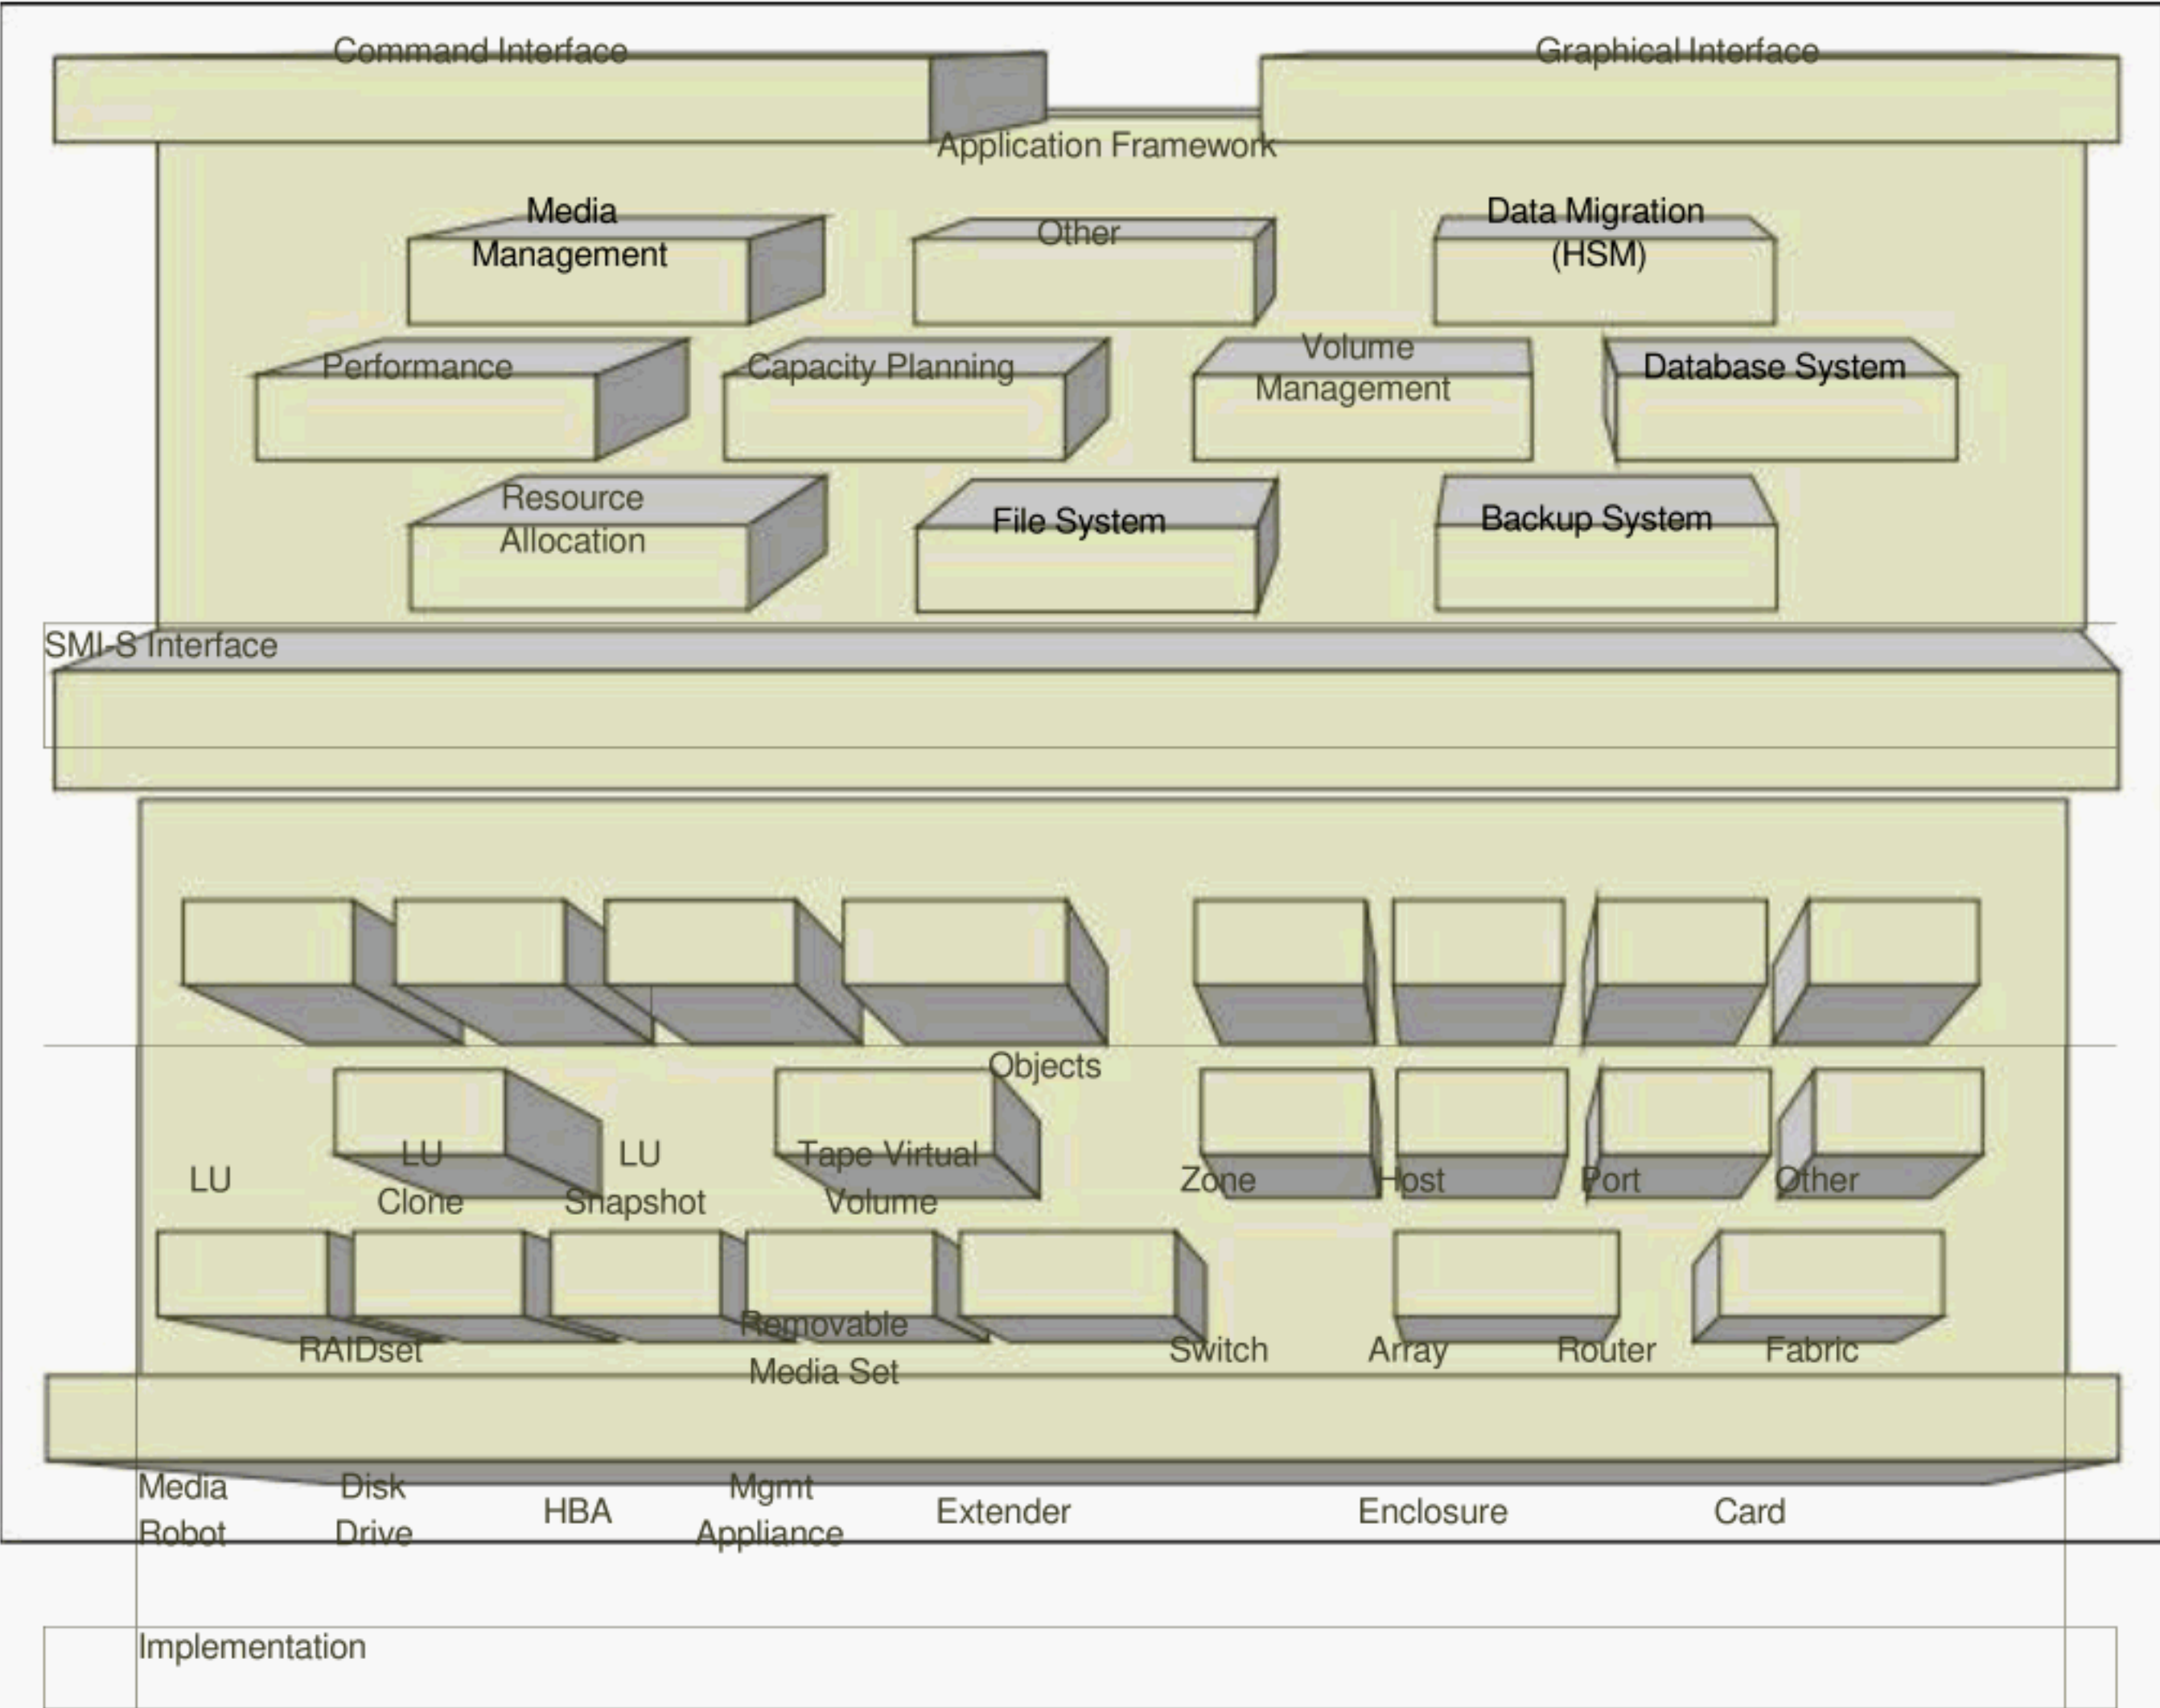 Command Interface
Graphical Interface
Application Framework
Media
Management
Other
Data Migration
(HSM)
Performance
Capacity Planning
Volume
Management
Database System
Resource
Allocation
File System
Backup System
SMI-S Interface
Objects
LU
LU
Clone
LU
Snapshot
Tape Virtual
Volume
Zone
Host
Port
Other
RAIDset
Removable
Media Set
Switch
Array
Router
Fabric
Media
Robot
Disk
Drive
HBA
Mgmt
Appliance
Extender
Enclosure
Card
Implementation